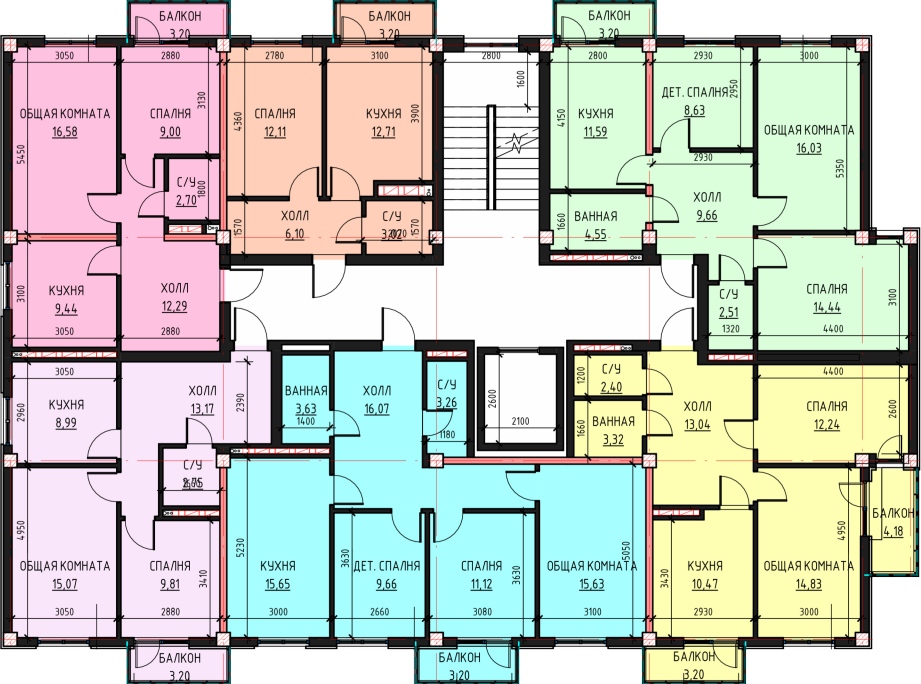 БАЛКОН
3,20
БАЛКОН
3,20
БАЛКОН
3,20
3050
2880
2780
3100
2800
2800
2930
3000
ОБЩАЯ КОМНАТА
16,58
5450
СПАЛНЯ
9,00
3130
СПАЛНЯ
12,11
4360
КУХНЯ
12,71
3900
1600
КУХНЯ
11,59
4150
ДЕТ. СПАЛНЯ
8,63
2950
ОБЩАЯ КОМНАТА
16,03
5350
С/У
2,70
1800
2930
ХОЛЛ
6,10
1570
С/У
3,02
1570
ВАННАЯ
4,55
1660
ХОЛЛ
9,66
КУХНЯ
9,44
3100
3050
ХОЛЛ
12,29
2880
С/У
2,51
1320
СПАЛНЯ
14,44
3100
4400
3050
КУХНЯ
8,99
2960
ХОЛЛ
13,17
2390
ВАННАЯ
3,63
1400
ХОЛЛ
16,07
С/У
3,26
1180
2600
2100
С/У
2,40
1200
ВАННАЯ
3,32
1660
ХОЛЛ
13,04
4400
СПАЛНЯ
12,24
2600
С/У
ОБЩАЯ КОМНАТА
15,07
4950
3050
СПАЛНЯ
9,81
3410
2880
КУХНЯ
15,65
5230
3000
ДЕТ. СПАЛНЯ
9,66
3630
2660
СПАЛНЯ
11,12
3630
3080
ОБЩАЯ КОМНАТА
15,63
5050
3100
КУХНЯ
10,47
3430
2930
ОБЩАЯ КОМНАТА
14,83
4950
3000
БАЛКОН
4,18
БАЛКОН
3,20
БАЛКОН
3,20
БАЛКОН
3,20